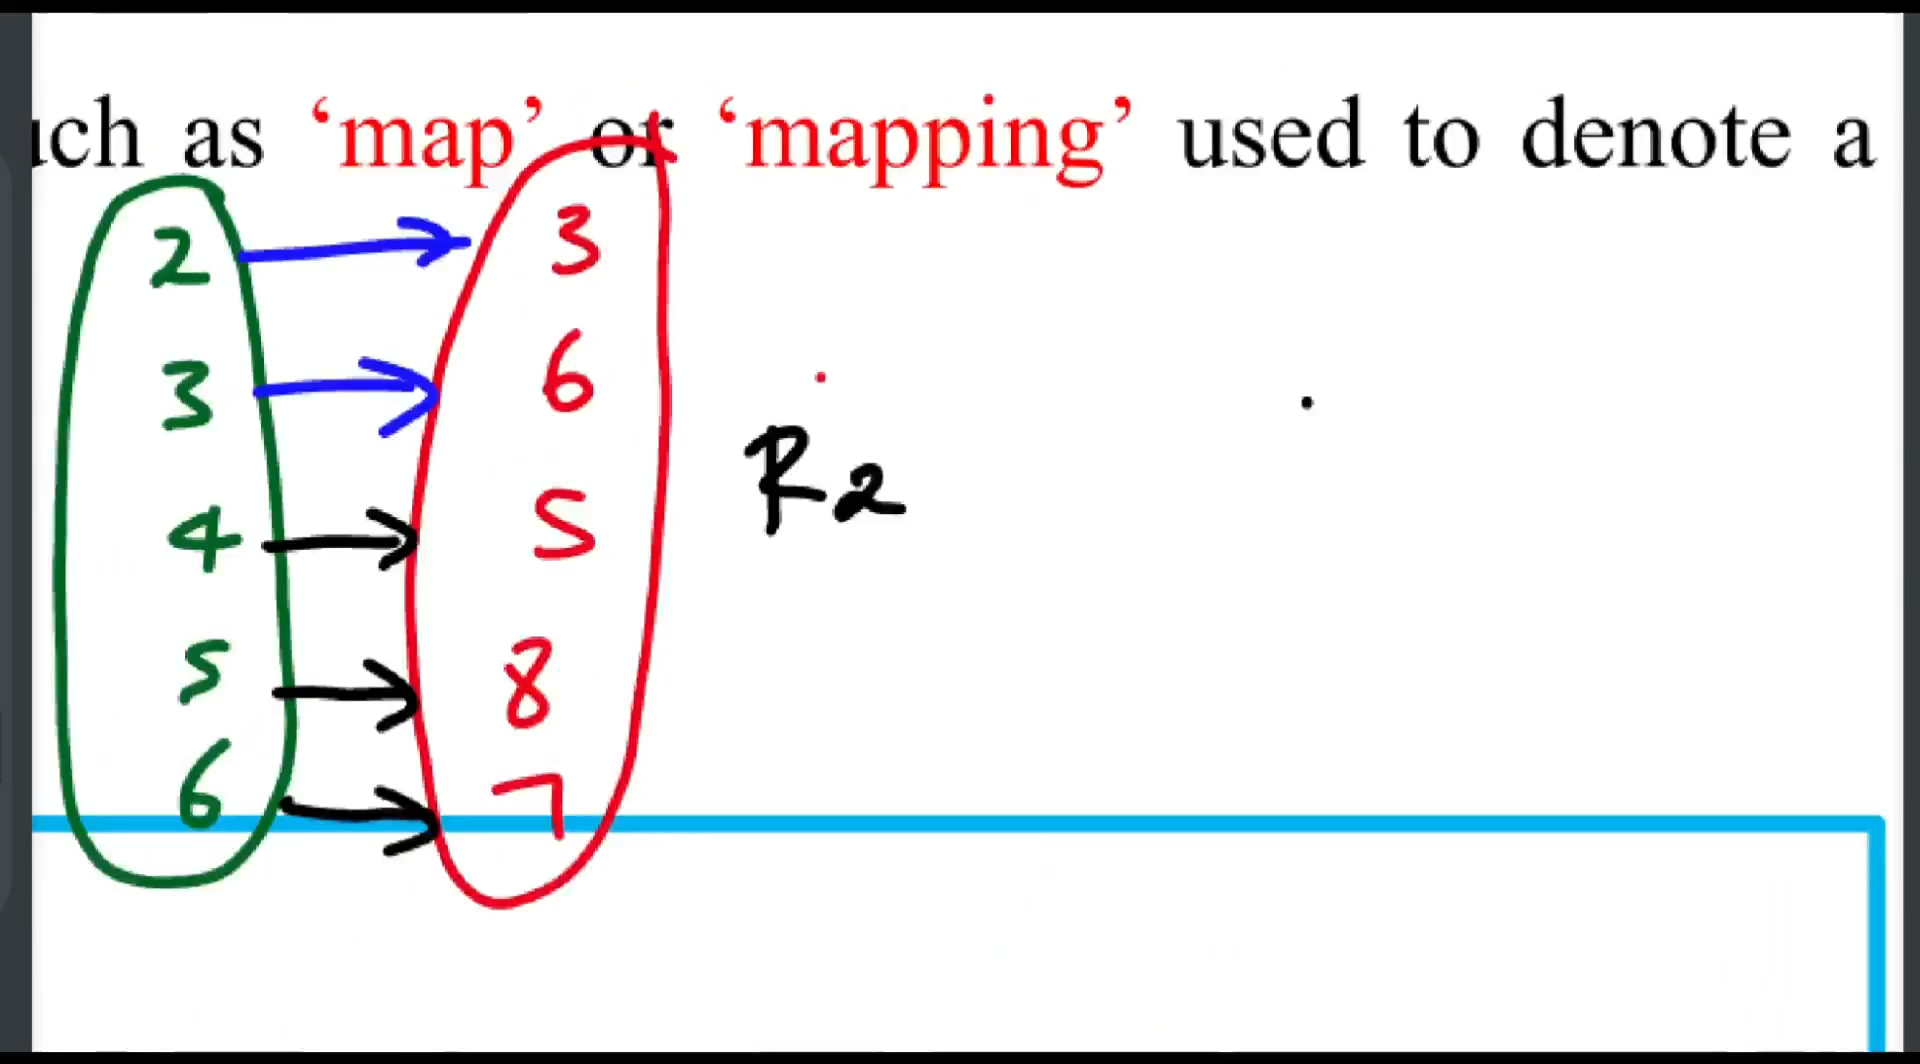 uch as ‘map’ or ‘mapping’ used to denote a
2 3
3 6
R2
4 5
5 8
6 7